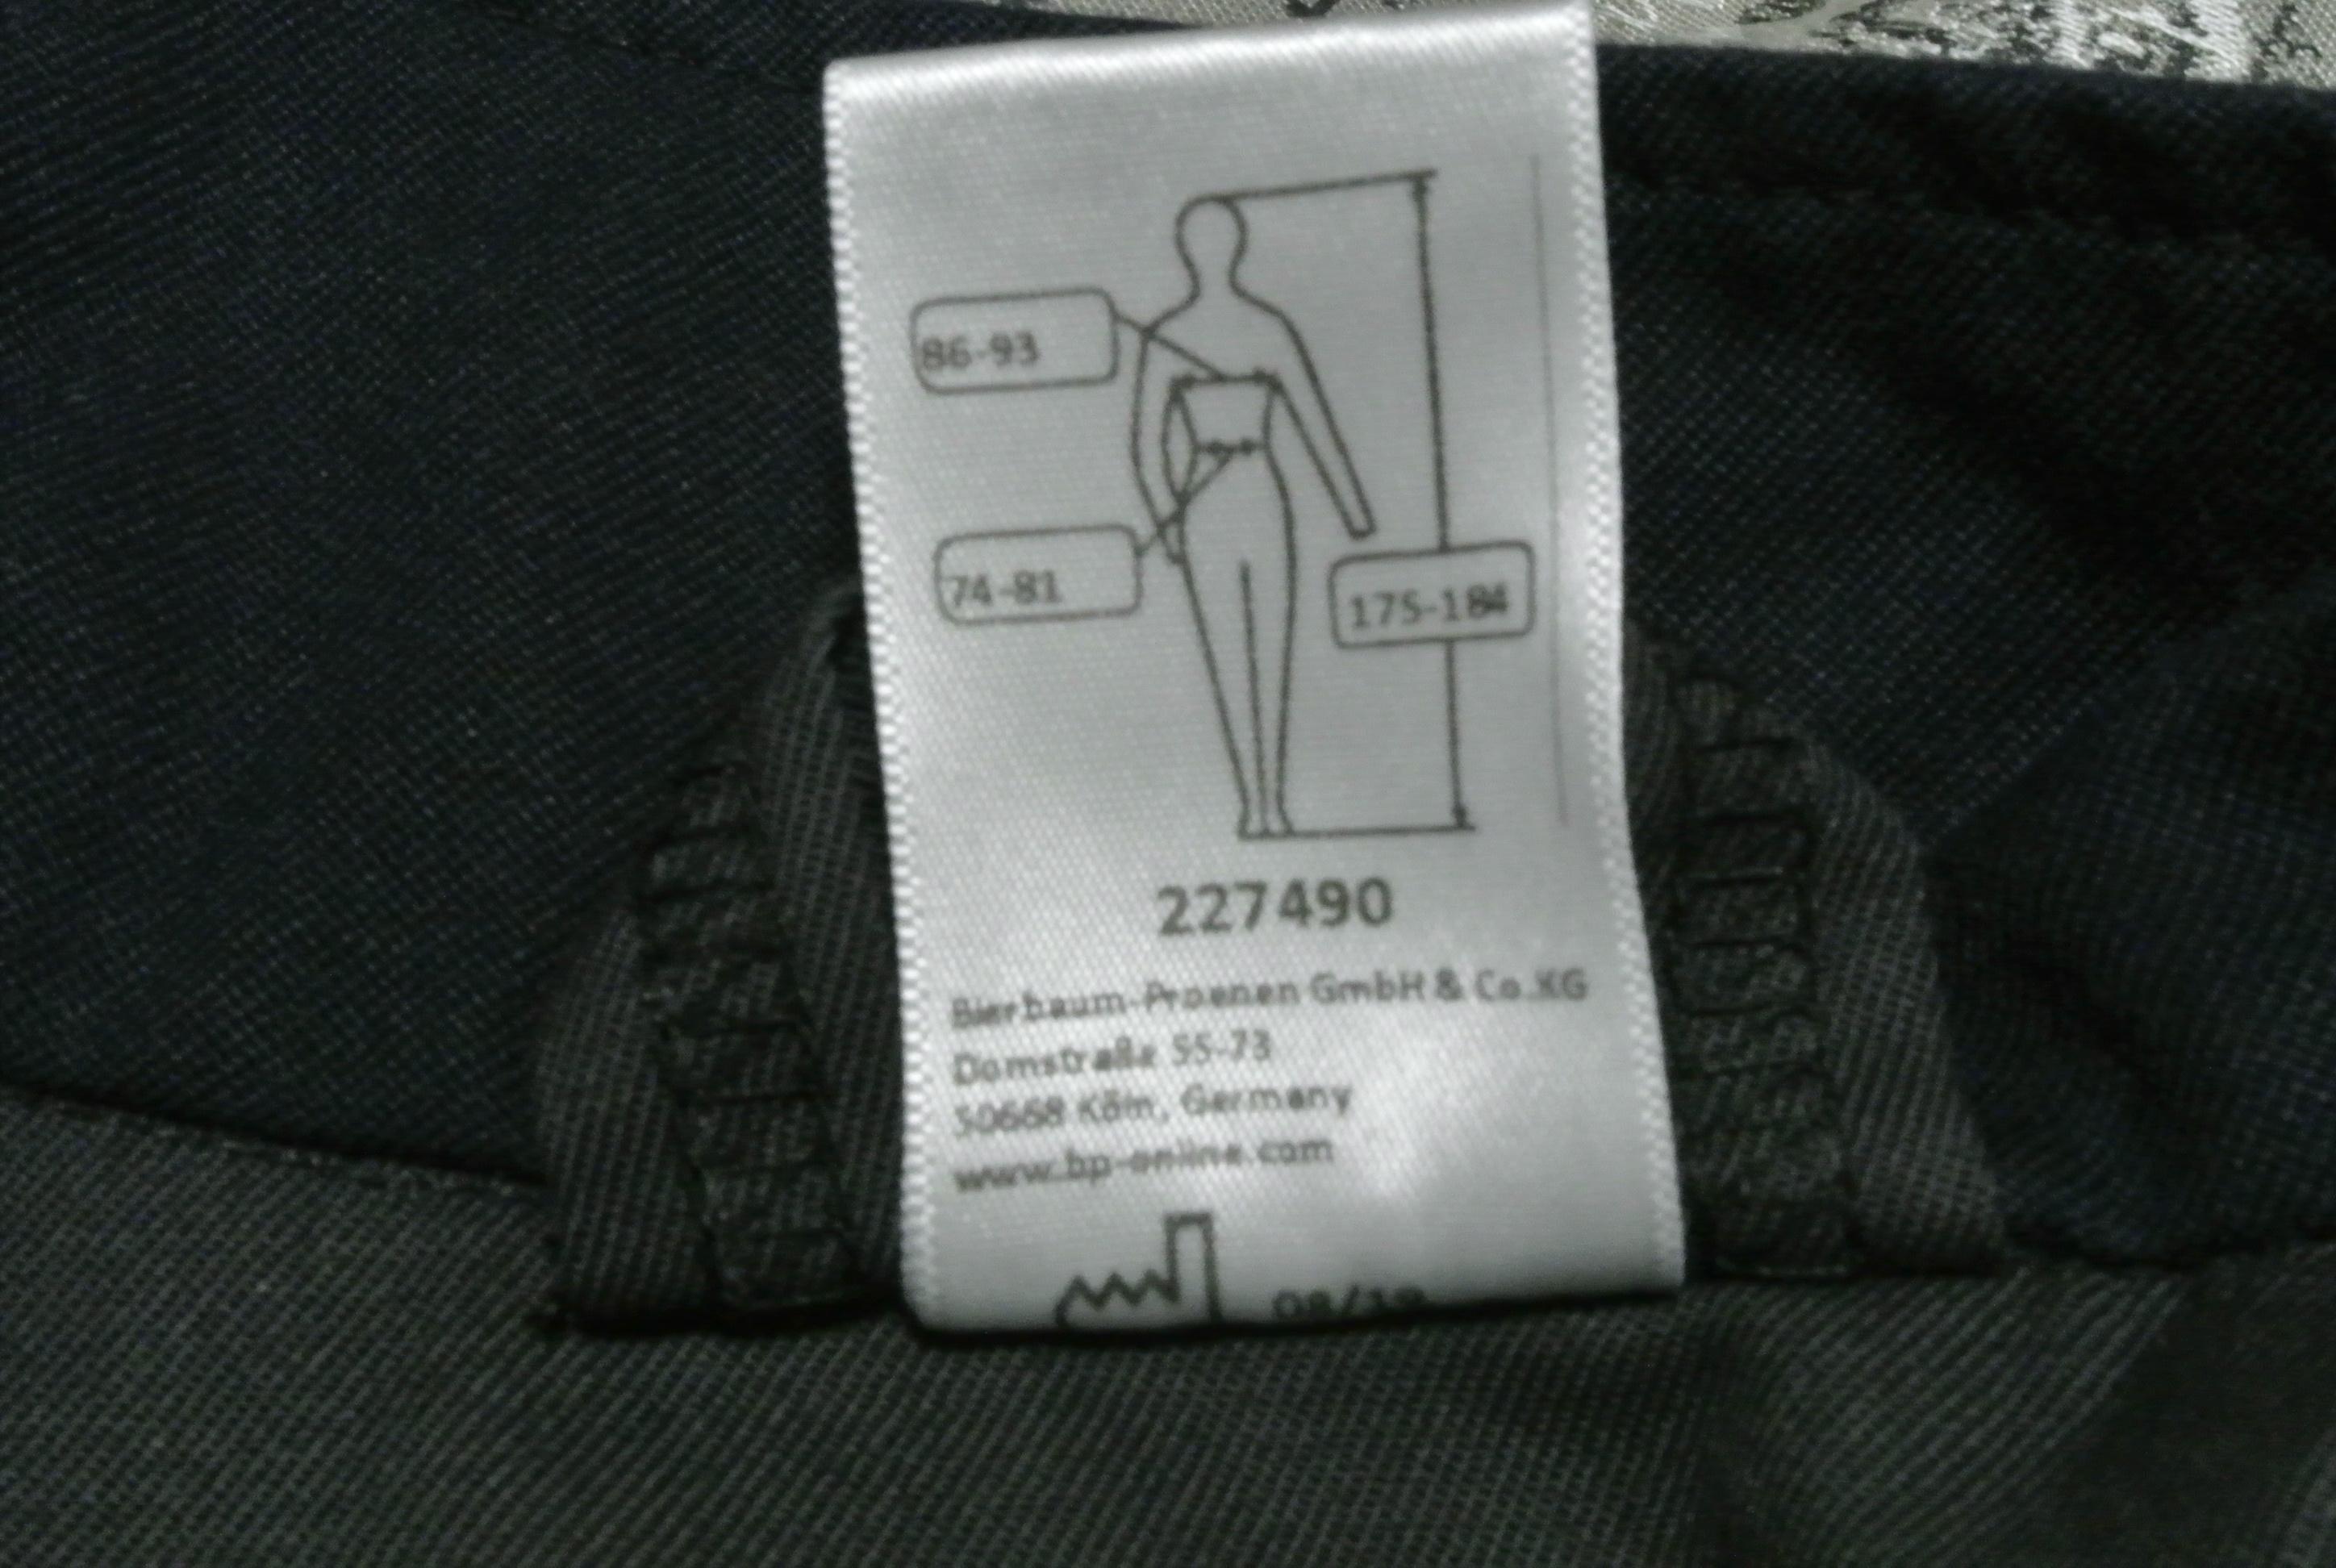 86-93
74-81
175-184
227490
Bierbaum-Proenen GmbH & Co.KG
Domstraße 55-73
50668 Köln, Germany
www.bp-online.com